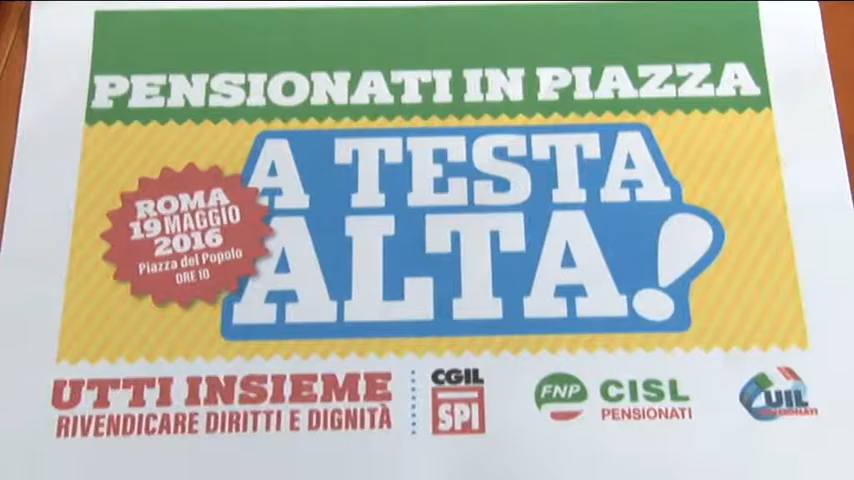 PENSIONATI IN PIAZZA
A TESTA
ALTA!
ROMA
19 MAGGIO
2016
Piazza del Popolo
ORE 10
UTTI INSIEME
RIVENDICARE DIRITTI E DIGNITÀ
CGIL
SPI
FNP CISL
PENSIONATI
UIL
PENSIONATI